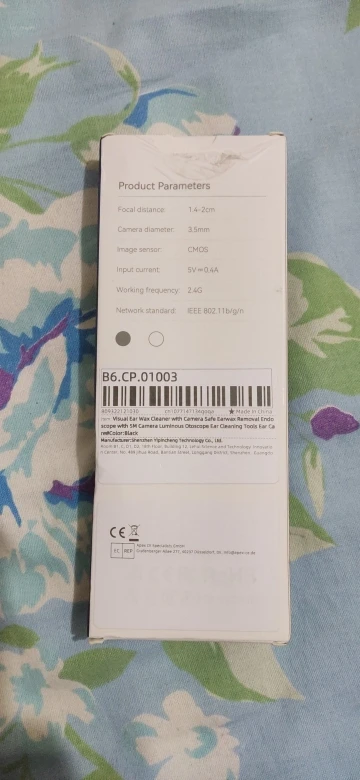 Product Parameters
Focal distance: 1.4-2cm
Camera diameter: 3.5mm
Image sensor: CMOS
Input current: 5V⎓0.4A
Working frequency: 2.4G
Network standard: IEEE 802.11b/g/n
B6.CP.01003
★ Made in China
Item: Visual Ear Wax Cleaner with Camera Safe Earwax Removal Endo
scope with 5M Camera Luminous Otoscope Ear Cleaning Tools Ear Ca
re#Color:Black
Manufacturer:Shenzhen Yipincheng Technology Co., Ltd.
CE
EC REP